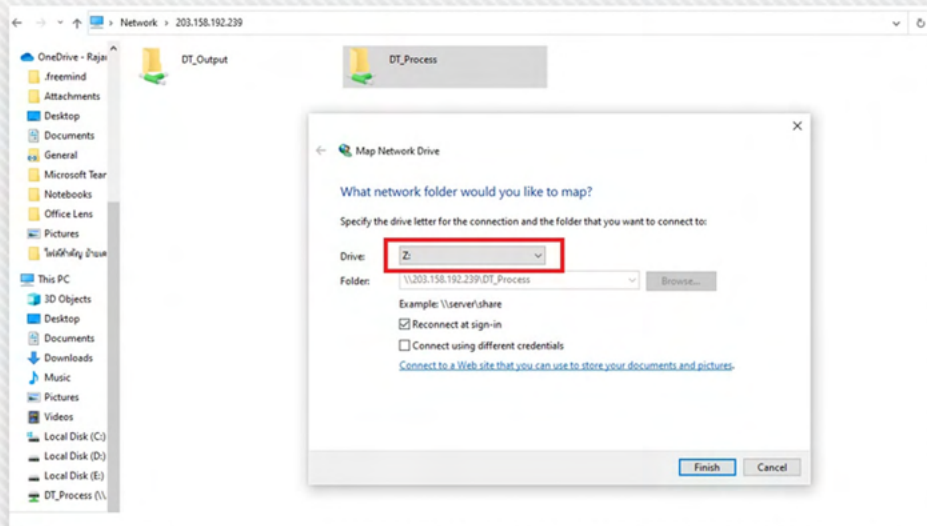 Network > 203.158.192.239
OneDrive - Rajar
.freemind
Attachments
Desktop
Documents
General
Microsoft Tear
Notebooks
Office Lens
Pictures
This PC
3D Objects
Desktop
Documents
Downloads
Music
Pictures
Videos
Local Disk (C:)
Local Disk (D:)
Local Disk (E:)
DT_Process (\\
DT_Output
DT_Process
Map Network Drive
What network folder would you like to map?
Specify the drive letter for the connection and the folder that you want to connect to:
Drive: Z:
Folder: \\203.158.192.239\DT_Process Browse...
Example: \\server\share
Reconnect at sign-in
Connect using different credentials
Connect to a Web site that you can use to store your documents and pictures.
Finish Cancel